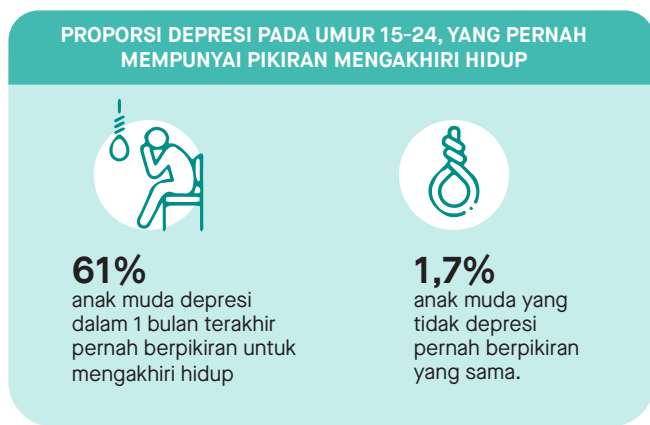 PROPORSI DEPRESI PADA UMUR 15-24, YANG PERNAH
MEMPUNYAI PIKIRAN MENGAKHIRI HIDUP
61%
anak muda depresi
dalam 1 bulan terakhir
pernah berpikiran untuk
mengakhiri hidup
1,7%
anak muda yang
tidak depresi
pernah berpikiran
yang sama.